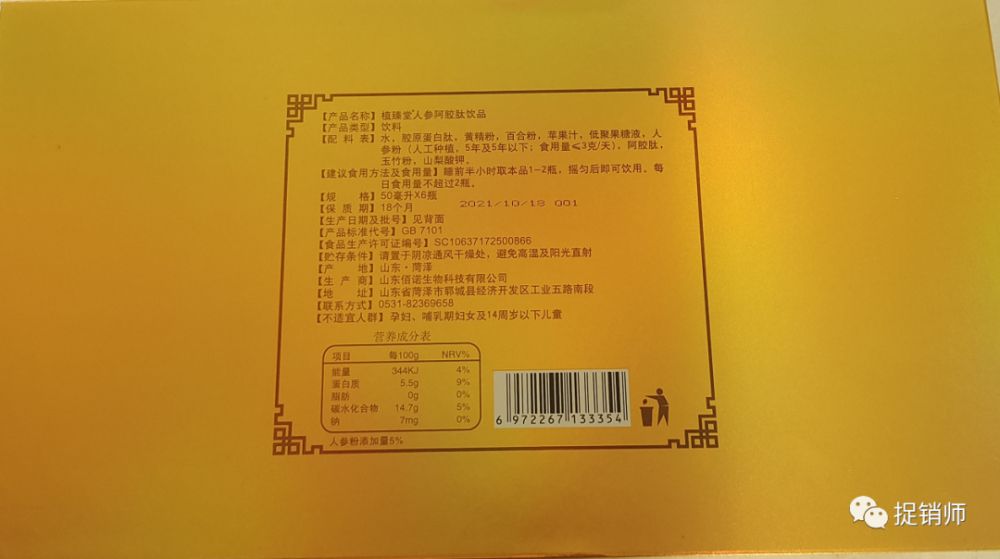 【产品名称】植臻堂®人参阿胶肽饮品
【产品类型】饮料
【配 料 表】水，胶原蛋白肽，黄精粉，百合粉，苹果汁，低聚果糖液，人
参粉（人工种植，5年及5年以下；食用量≤3克/天），阿胶肽，
玉竹粉，山梨酸钾。
【建议食用方法及食用量】睡前半小时取本品1-2瓶，摇匀后即可饮用。每
日食用量不超过2瓶。
【规 格】50毫升X6瓶
【保 质 期】18个月
2021/10/18 001
【生产日期及批号】见背面
【产品标准代号】GB 7101
【食品生产许可证编号】SC10637172500866
【贮存条件】请置于阴凉通风干燥处，避免高温及阳光直射
【产 地】山东·菏泽
【生 产 商】山东佰诺生物科技有限公司
【地 址】山东省菏泽市郓城县经济开发区工业五路南段
【联系方式】0531-82369658
【不适宜人群】孕妇、哺乳期妇女及14周岁以下儿童
营养成分表
项目 每100g NRV%
能量 344KJ 4%
蛋白质 5.5g 9%
脂肪 0g 0%
碳水化合物 14.7g 5%
钠 7mg 0%
人参粉添加量5%
6 972267 133354
捉销师